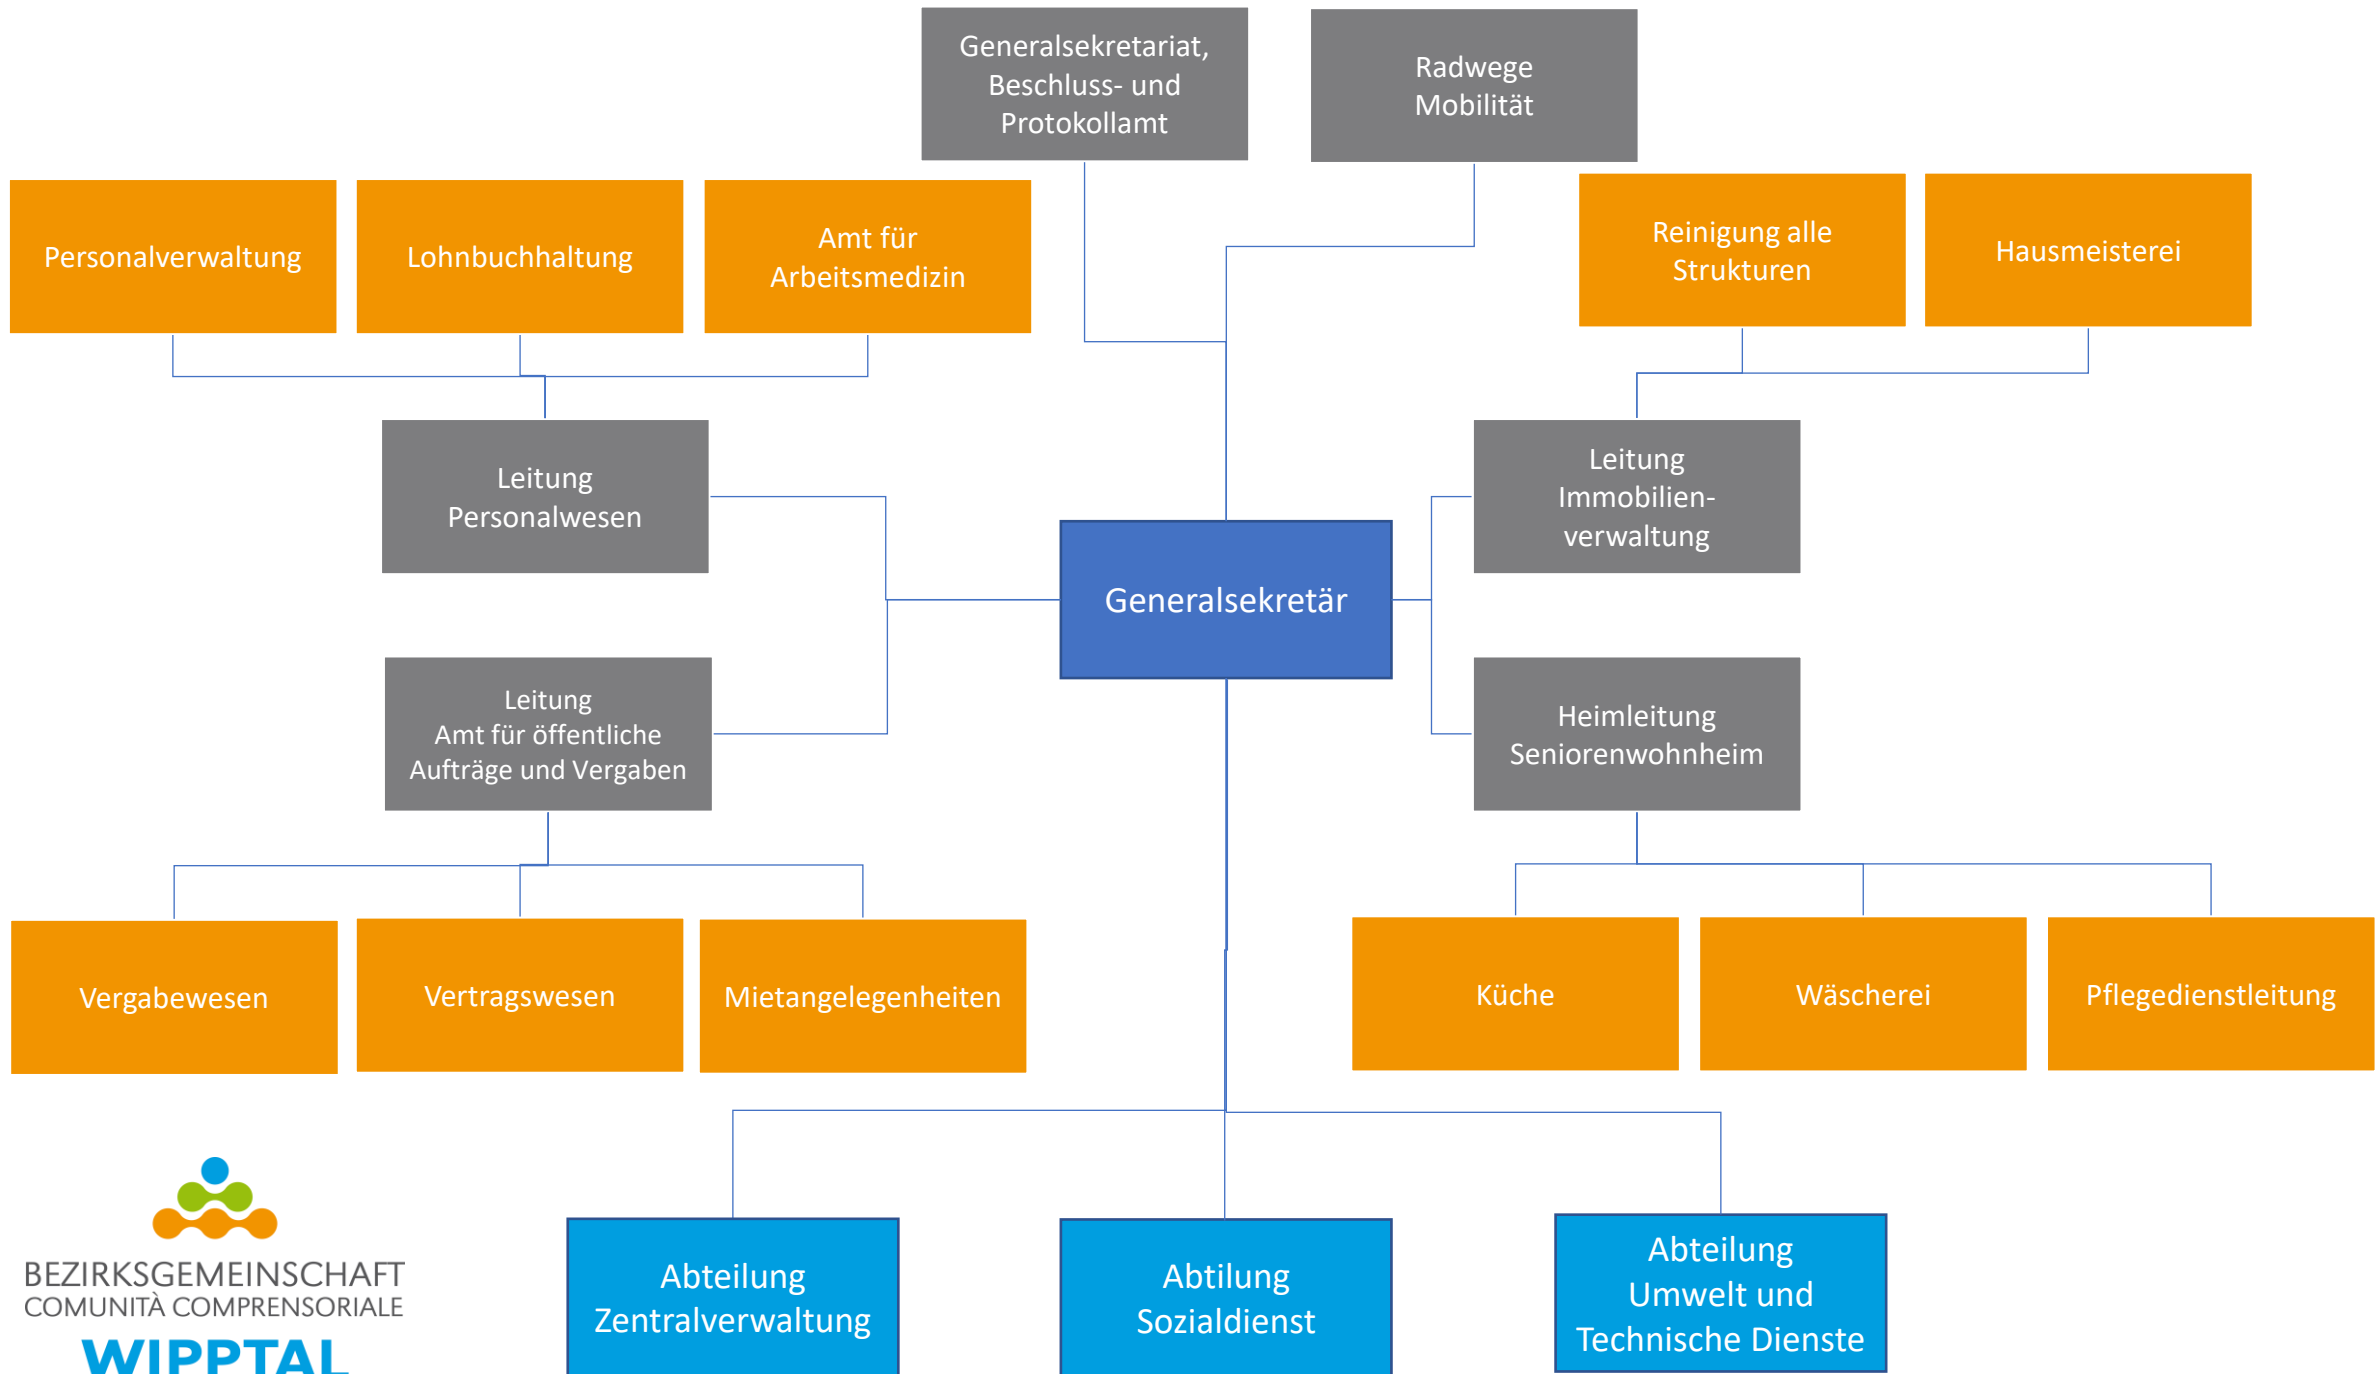 Generalsekretariat,
Beschluss- und
Protokollamt
Radwege
Mobilität
Personalverwaltung
Lohnbuchhaltung
Amt für
Arbeitsmedizin
Reinigung alle
Strukturen
Hausmeisterei
Leitung
Personalwesen
Leitung
Immobilien-
verwaltung
Generalsekretär
Leitung
Amt für öffentliche
Aufträge und Vergaben
Heimleitung
Seniorenwohnheim
Vergabewesen
Vertragswesen
Mietangelegenheiten
Küche
Wäscherei
Pflegedienstleitung
Abteilung
Zentralverwaltung
Abtilung
Sozialdienst
Abteilung
Umwelt und
Technische Dienste
BEZIRKSGEMEINSCHAFT
COMUNITÀ COMPRENSORIALE
WIPPTAL